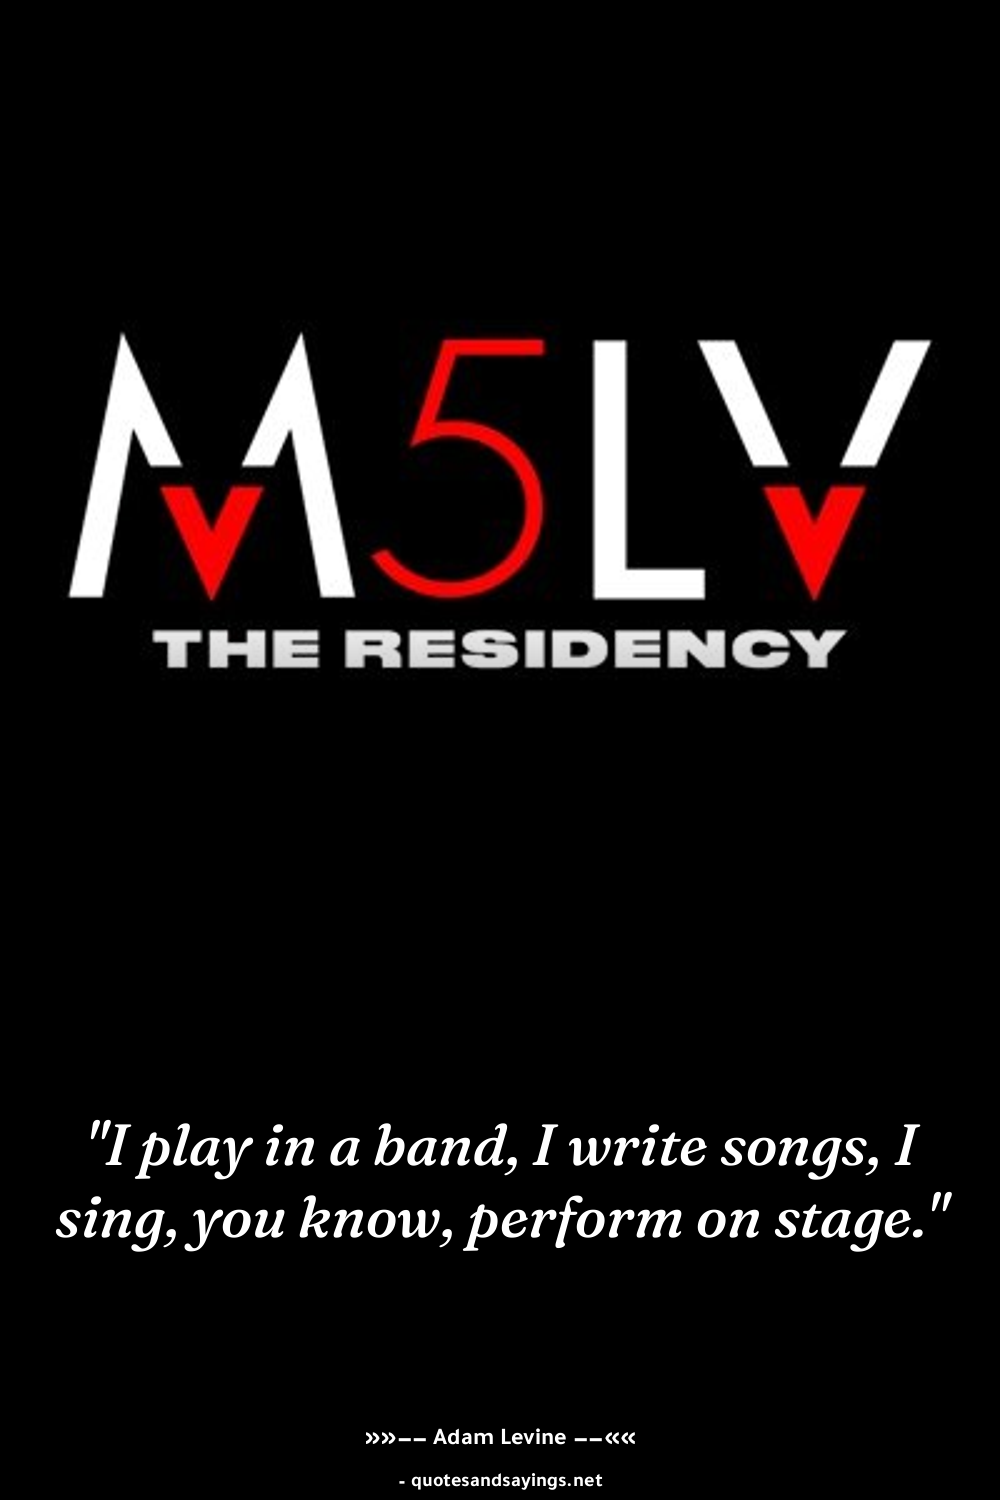 M5LV
THE RESIDENCY
"I play in a band, I write songs, I
sing, you know, perform on stage."
»»−− Adam Levine −−««
- quotesandsayings.net